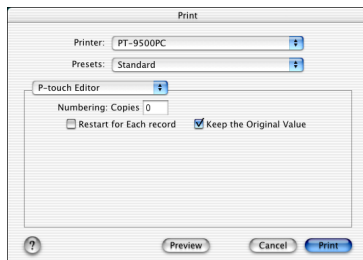 Print
Printer: PT-9500PC
Presets: Standard
P-touch Editor
Numbering: Copies 0
Restart for Each record Keep the Original Value
? Preview Cancel Print